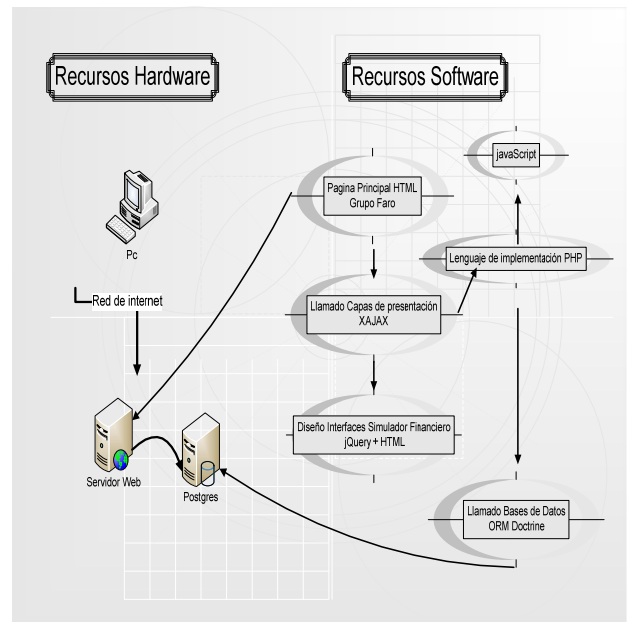 Recursos Hardware
Recursos Software
javaScript
Pagina Principal HTML
Grupo Faro
Lenguaje de implementación PHP
Pc
Red de internet
Llamado Capas de presentación
XAJAX
Diseño Interfaces Simulador Financiero
jQuery + HTML
Servidor Web
Postgres
Llamado Bases de Datos
ORM Doctrine